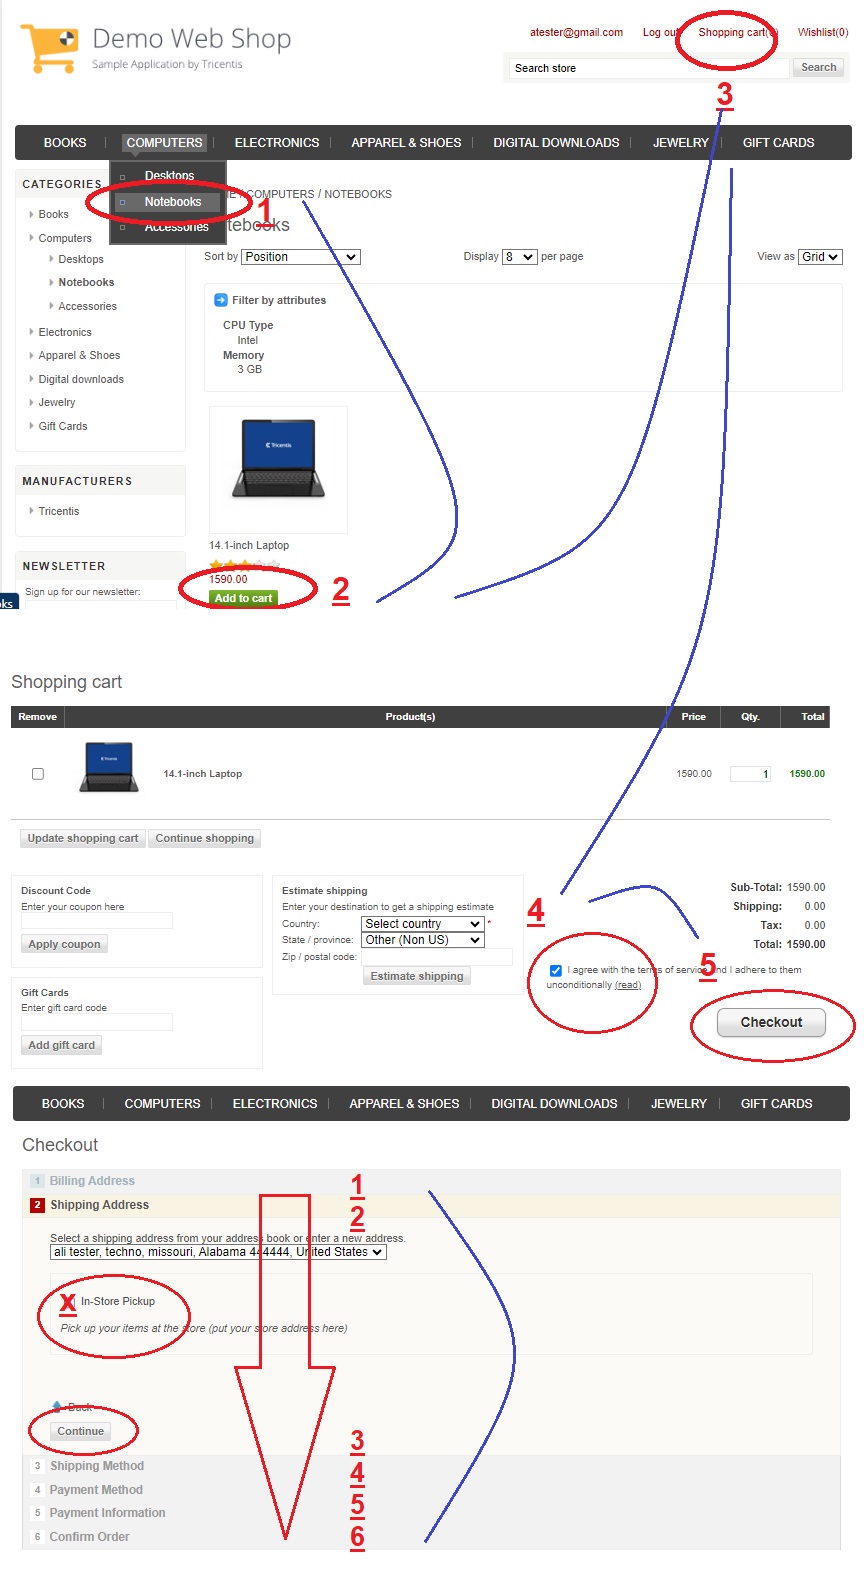 Demo Web Shop
Sample Application by Tricentis
atester@gmail.com Log out Shopping cart(0) Wishlist(0)
Search store Search
3
BOOKS COMPUTERS ELECTRONICS APPAREL & SHOES DIGITAL DOWNLOADS JEWELRY GIFT CARDS
Desktops
Notebooks
Accessories
1
CATEGORIES
Books
Computers
Desktops
Notebooks
Accessories
Electronics
Apparel & Shoes
Digital downloads
Jewelry
Gift Cards
MANUFACTURERS
Tricentis
NEWSLETTER
Sign up for our newsletter:
/ COMPUTERS / NOTEBOOKS
tebooks
Sort by Position Display 8 per page View as Grid
Filter by attributes
CPU Type
Intel
Memory
3 GB
Tricentis
14.1-inch Laptop
1590.00
Add to cart
2
Shopping cart
Remove Product(s) Price Qty. Total
Tricentis
14.1-inch Laptop 1590.00 1 1590.00
Update shopping cart Continue shopping
Discount Code
Enter your coupon here
Apply coupon
Gift Cards
Enter gift card code
Add gift card
Estimate shipping
Enter your destination to get a shipping estimate
Country: Select country *
State / province: Other (Non US)
Zip / postal code:
Estimate shipping
4
Sub-Total: 1590.00
Shipping: 0.00
Tax: 0.00
Total: 1590.00
5
I agree with the terms of service and I adhere to them
unconditionally (read)
Checkout
BOOKS COMPUTERS ELECTRONICS APPAREL & SHOES DIGITAL DOWNLOADS JEWELRY GIFT CARDS
Checkout
1 Billing Address 1
2 Shipping Address 2
Select a shipping address from your address book or enter a new address.
ali tester, techno, missouri, Alabama 444444, United States
X In-Store Pickup
Pick up your items at the store (put your store address here)
Back
Continue
3
3 Shipping Method
4
4 Payment Method
5
5 Payment Information
6
6 Confirm Order